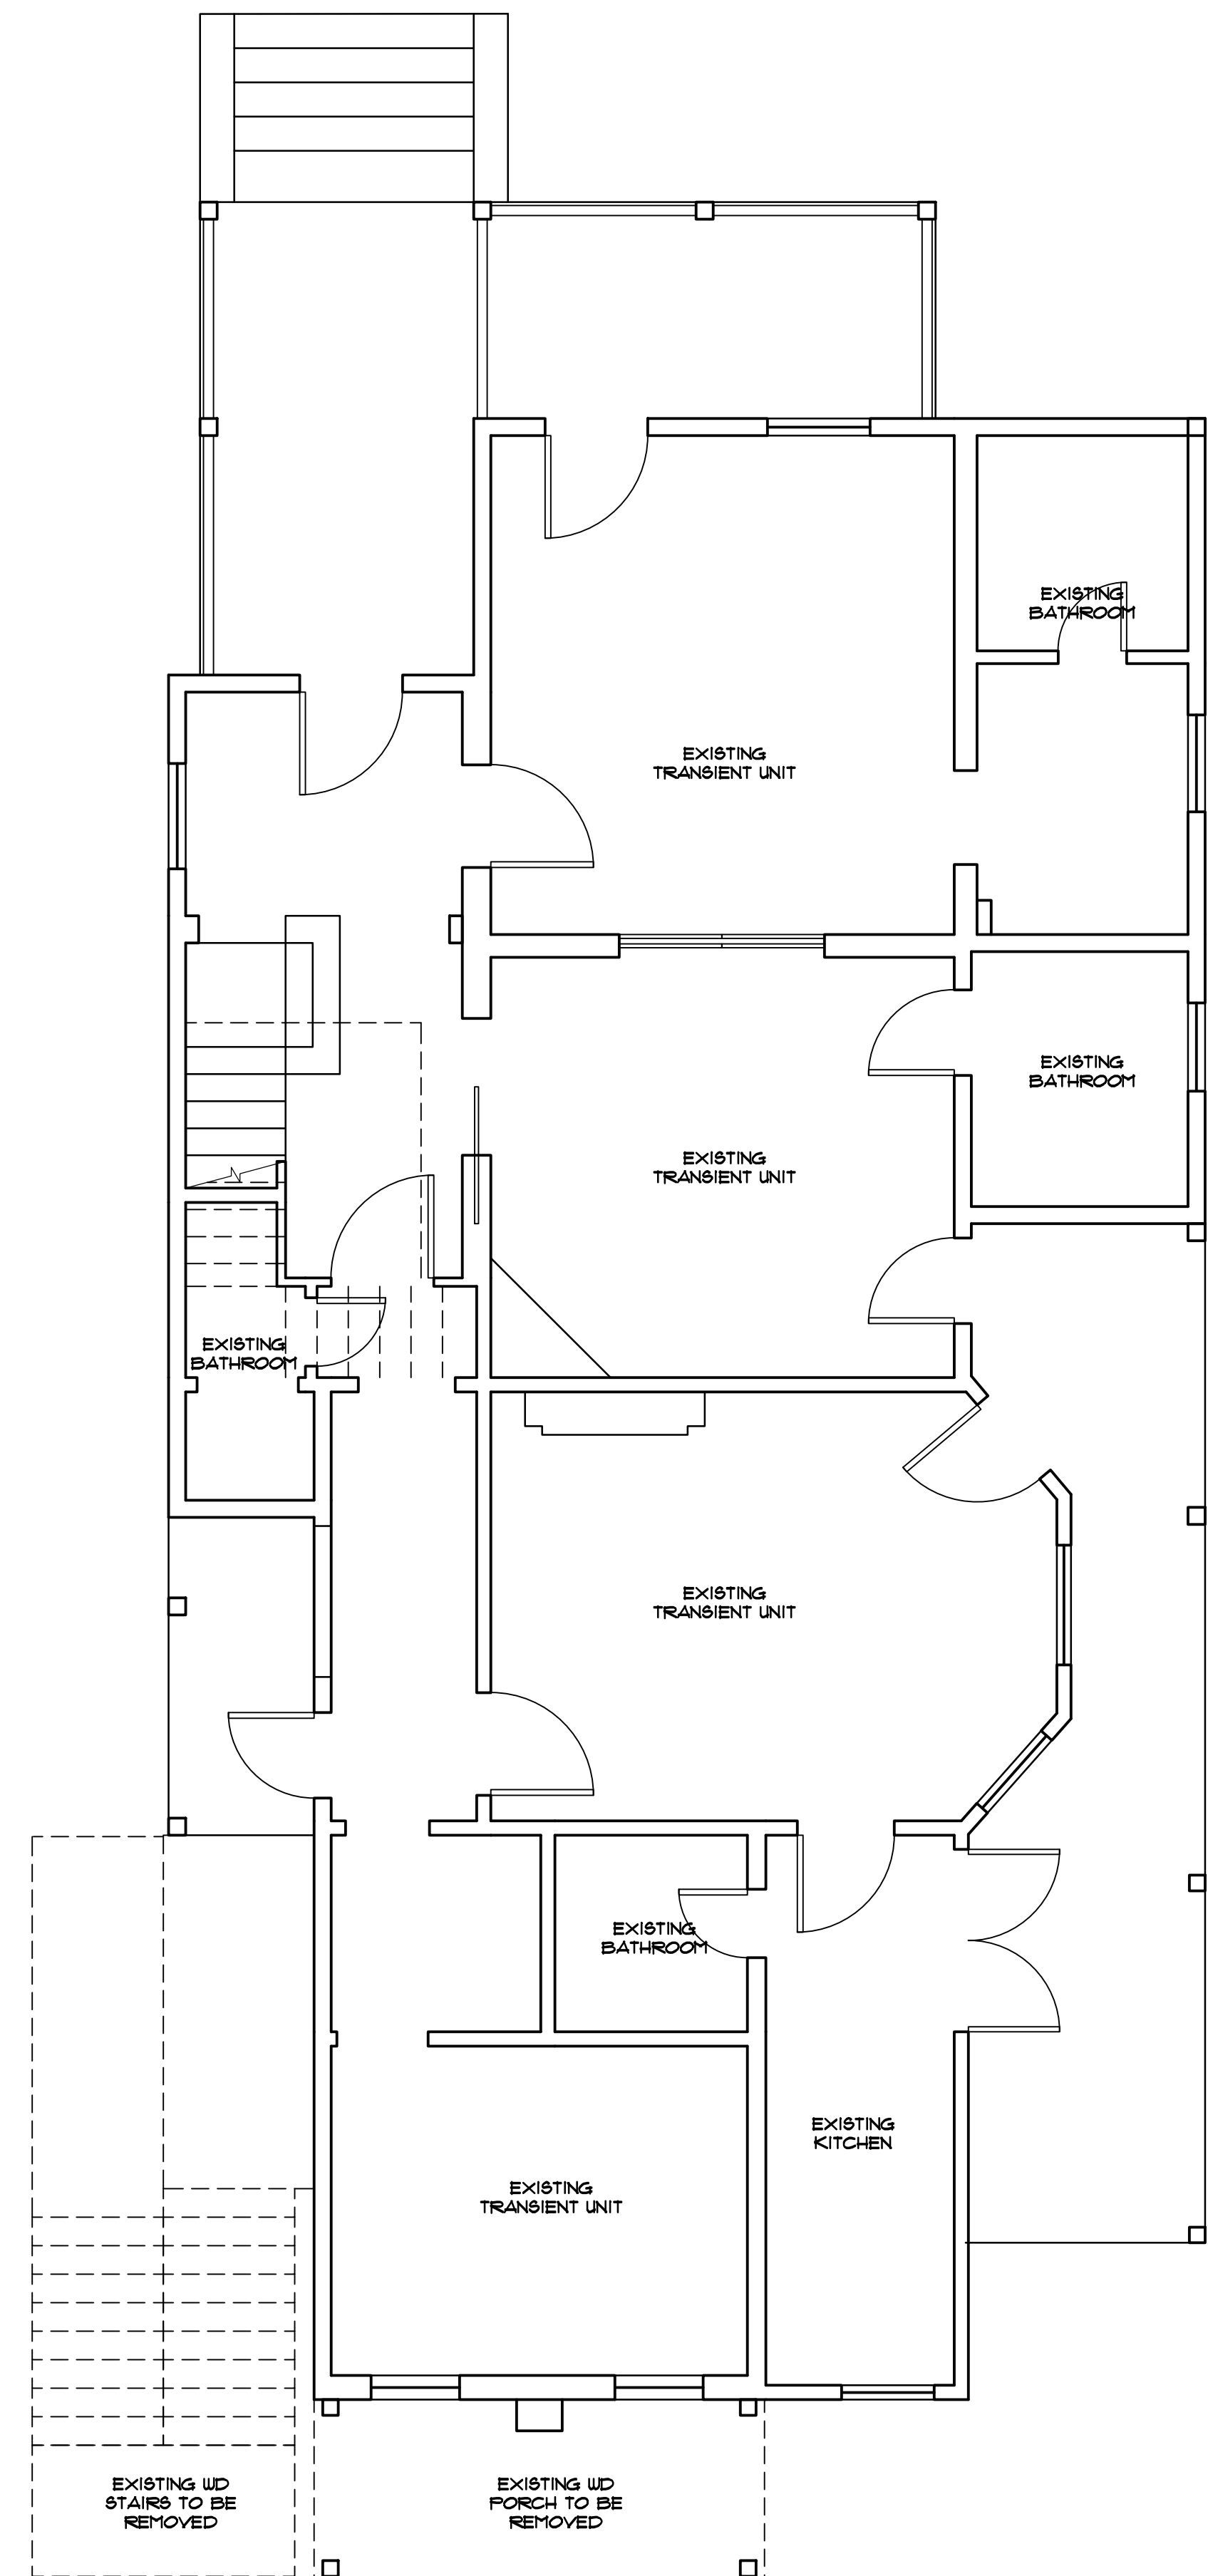 EXISTING
BATHROOM
EXISTING
TRANSIENT UNIT
EXISTING
BATHROOM
EXISTING
TRANSIENT UNIT
EXISTING
BATHROOM
EXISTING
TRANSIENT UNIT
EXISTING
BATHROOM
EXISTING
KITCHEN
EXISTING
TRANSIENT UNIT
EXISTING WD
STAIRS TO BE
REMOVED
EXISTING WD
PORCH TO BE
REMOVED